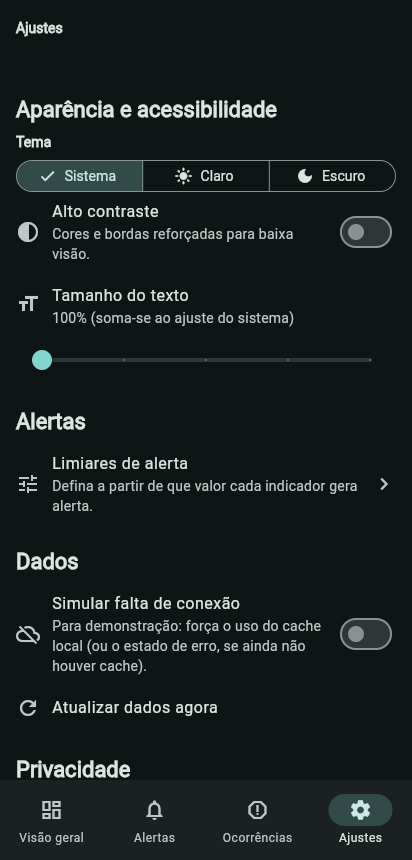 Ajustes
Aparência e acessibilidade
Tema
Sistema
Claro
Escuro
Alto contraste
Cores e bordas reforçadas para baixa
visão.
Tamanho do texto
100% (soma-se ao ajuste do sistema)
Alertas
Limiares de alerta
Defina a partir de que valor cada indicador gera
alerta.
Dados
Simular falta de conexão
Para demonstração: força o uso do cache
local (ou o estado de erro, se ainda não
houver cache).
Atualizar dados agora
Privacidade
Visão geral
Alertas
Ocorrências
Ajustes